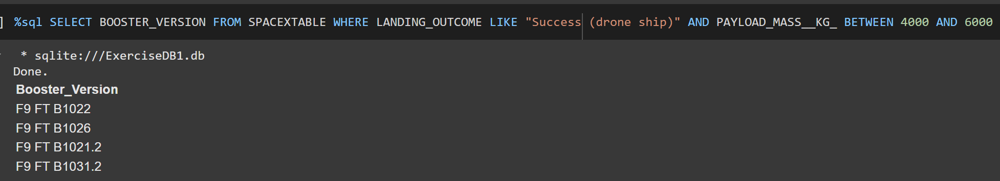 ] %sql SELECT BOOSTER_VERSION FROM SPACEXTABLE WHERE LANDING_OUTCOME LIKE "Success (drone ship)" AND PAYLOAD_MASS__KG_ BETWEEN 4000 AND 6000
* sqlite:///ExerciseDB1.db
Done.
Booster_Version
F9 FT B1022
F9 FT B1026
F9 FT B1021.2
F9 FT B1031.2